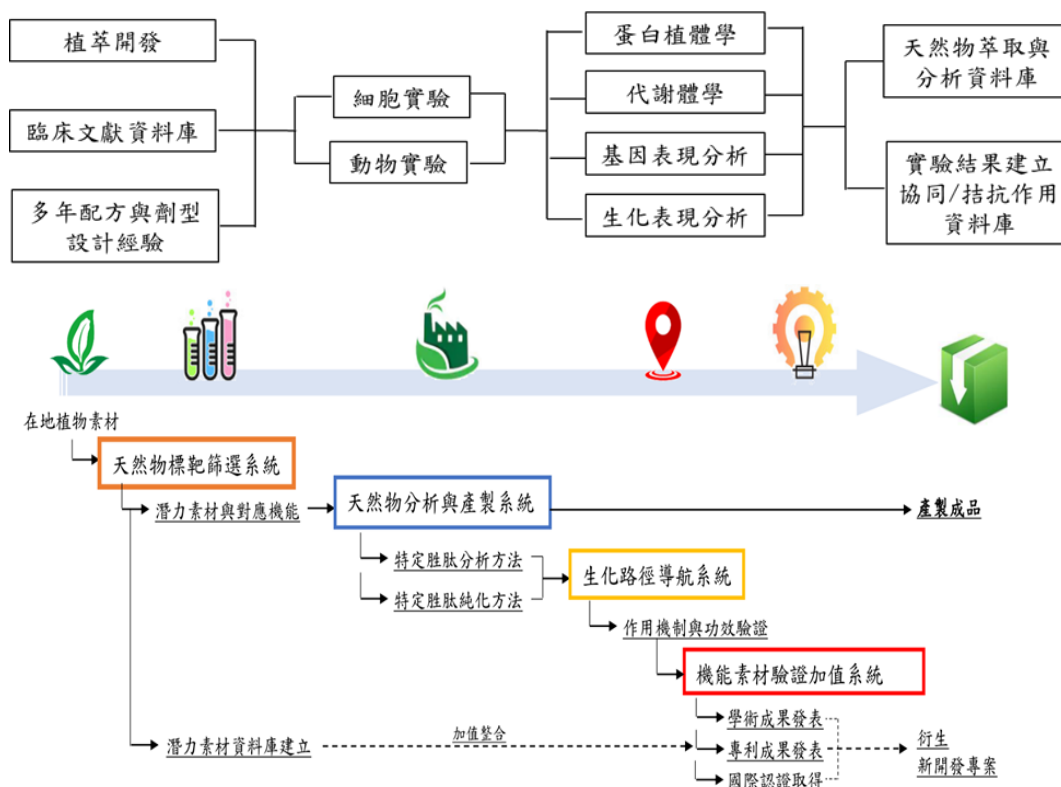 植萃開發
臨床文獻資料庫
多年配方與劑型
設計經驗
細胞實驗
動物實驗
蛋白植體學
代謝體學
基因表現分析
生化表現分析
天然物萃取與
分析資料庫
實驗結果建立
協同/拮抗作用
資料庫
在地植物素材
天然物標靶篩選系統
潛力素材與對應機能
天然物分析與產製系統
產製成品
特定胜肽分析方法
特定胜肽純化方法
生化路徑導航系統
作用機制與功效驗證
機能素材驗證加值系統
學術成果發表
潛力素材資料庫建立
加值整合
專利成果發表
國際認證取得
衍生
新開發專案